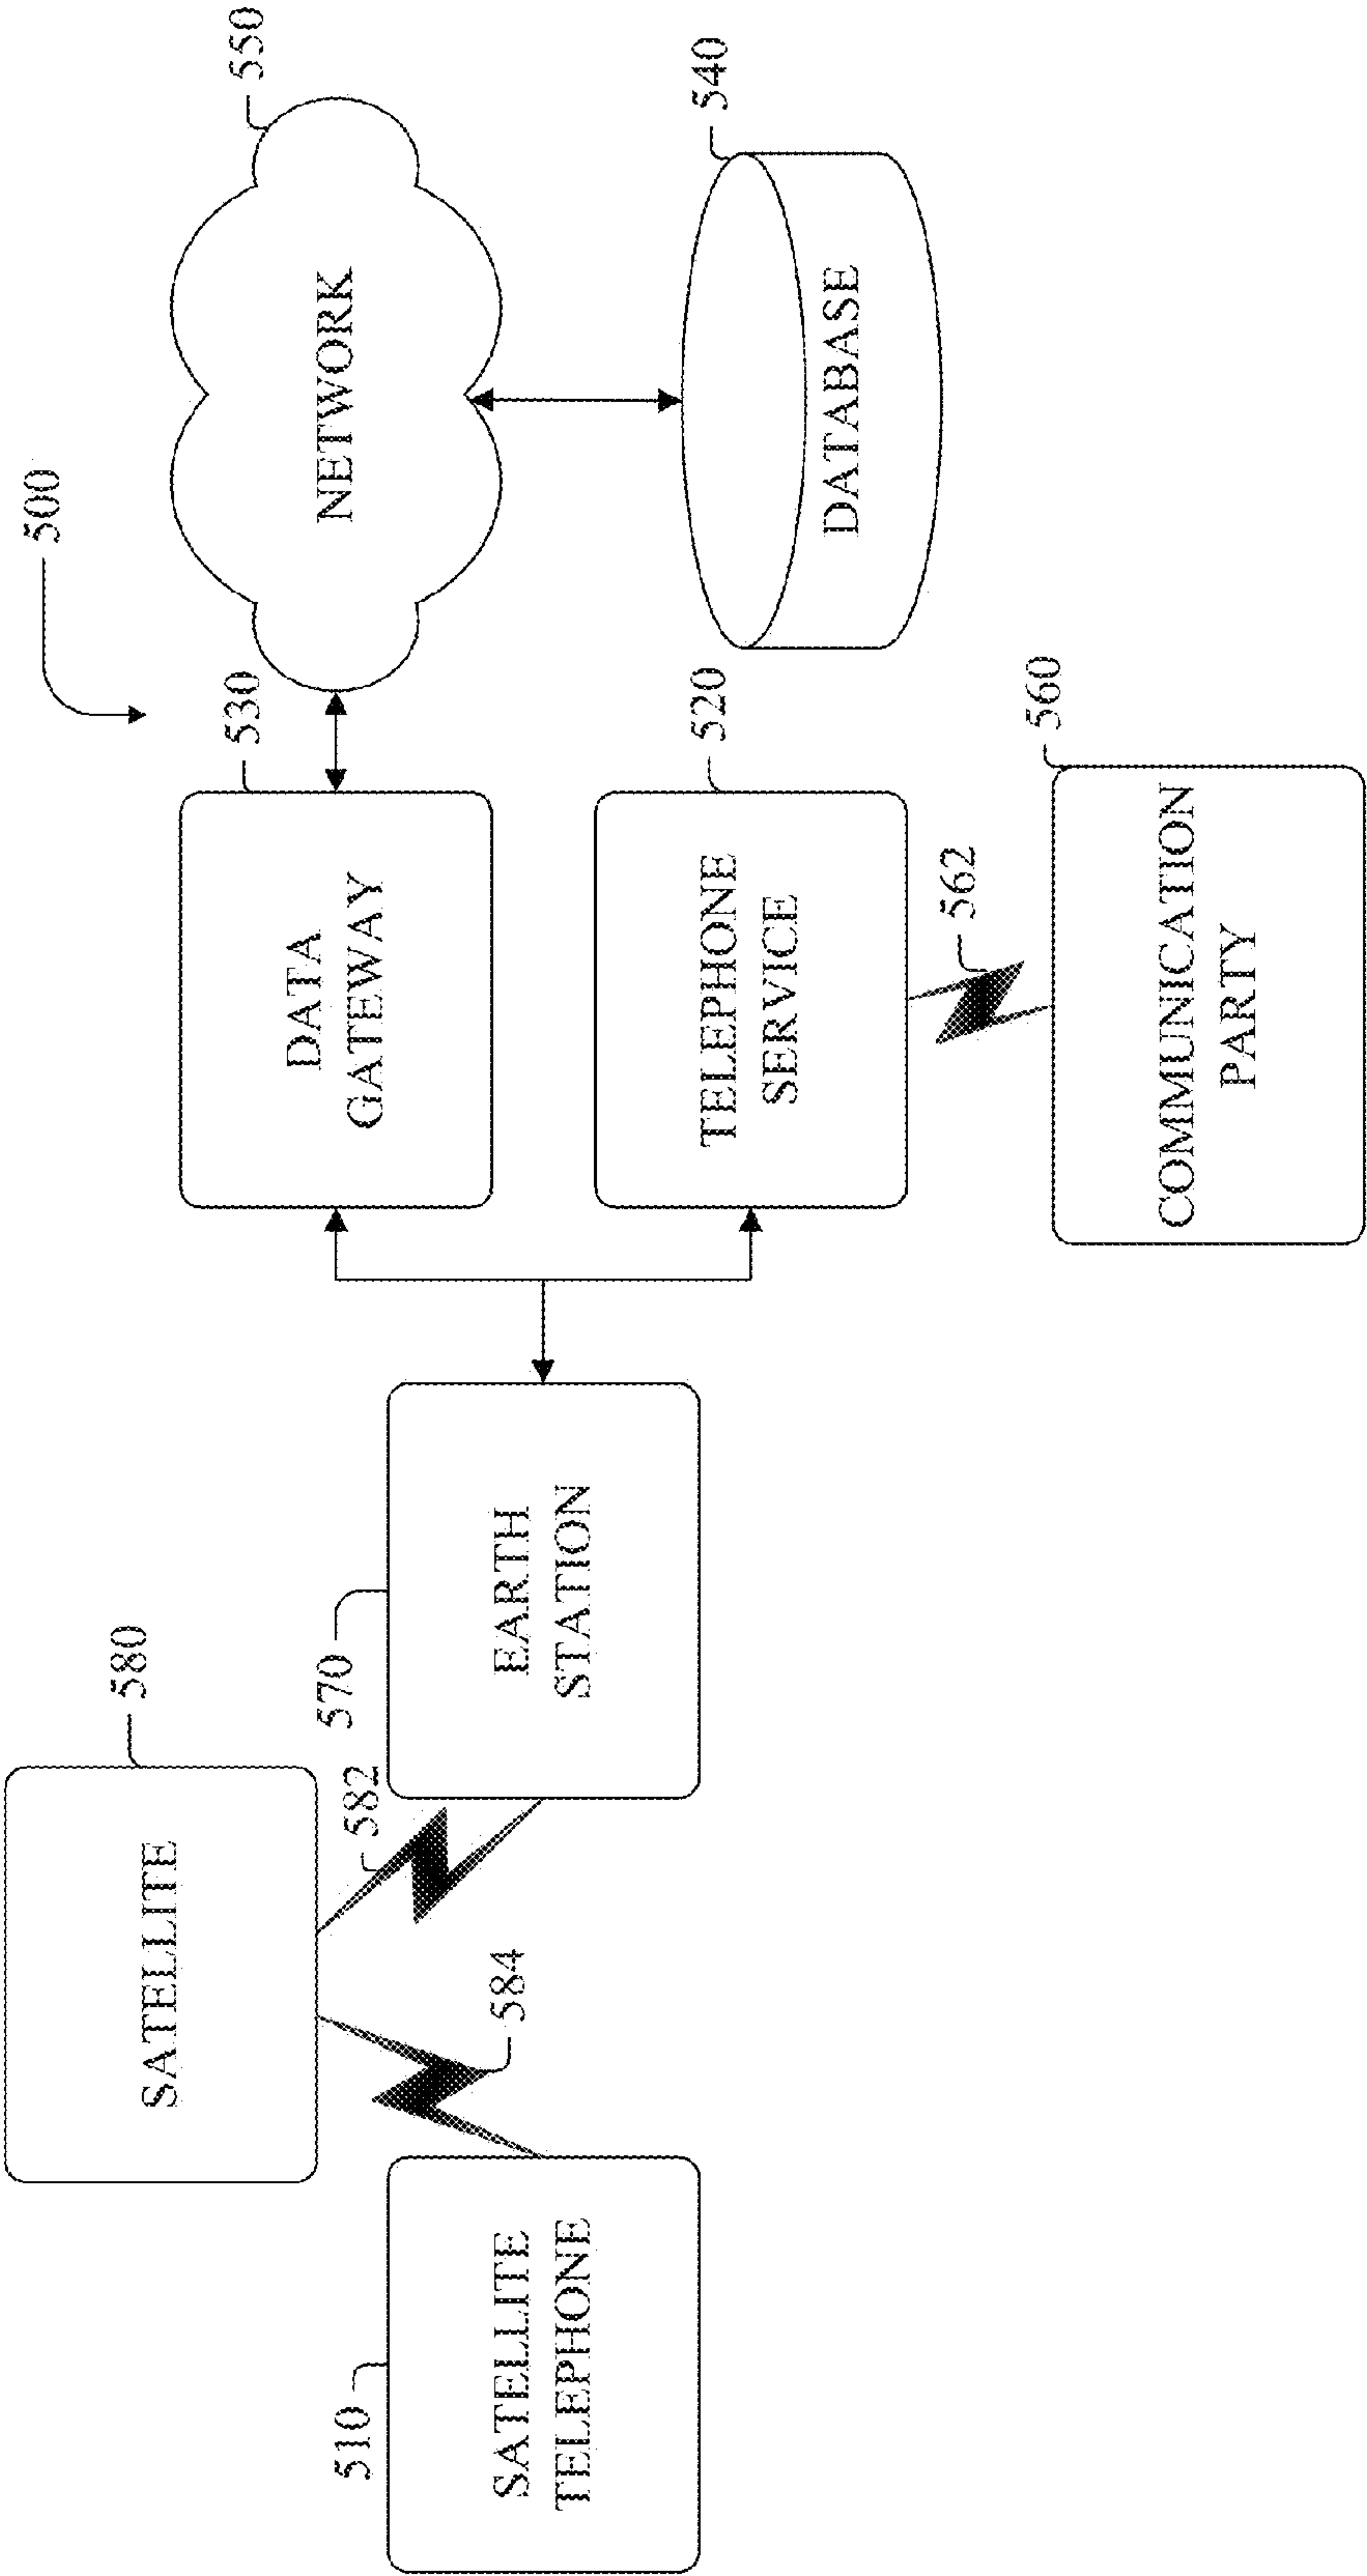 500
580
SATELLITE
582
584
510
SATELLITE
TELEPHONE
570
EARTH
STATION
530
DATA
GATEWAY
550
NETWORK
520
TELEPHONE
SERVICE
540
DATABASE
562
560
COMMUNICATION
PARTY